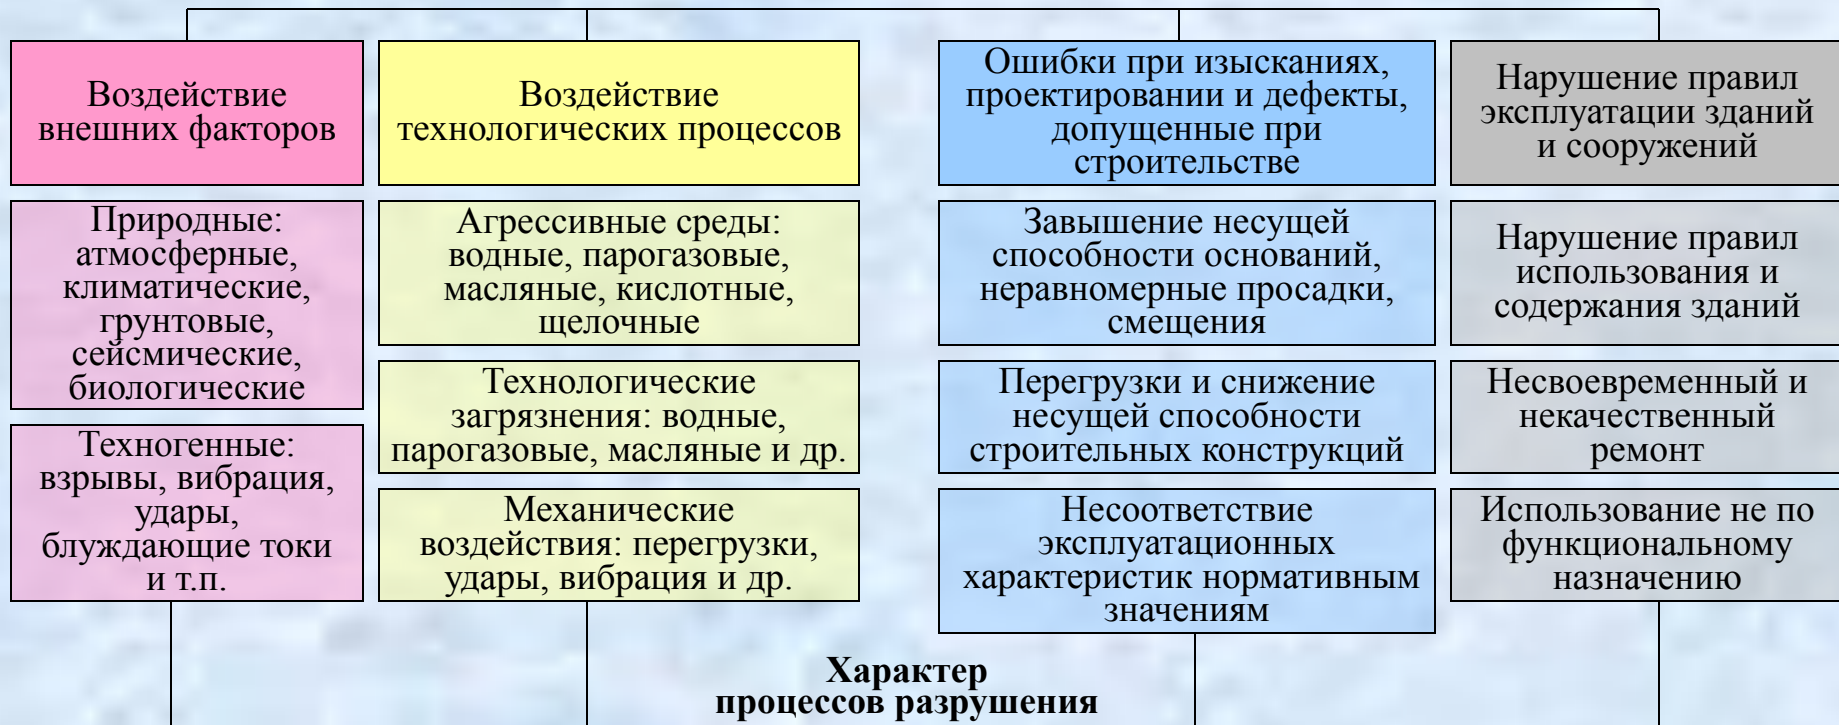 Воздействие
внешних факторов
Природные:
атмосферные,
климатические,
грунтовые,
сейсмические,
биологические
Техногенные:
взрывы, вибрация,
удары,
блуждающие токи
и т.п.
Воздействие
технологических процессов
Агрессивные среды:
водные, парогазовые,
масляные, кислотные,
щелочные
Технологические
загрязнения: водные,
парогазовые, масляные и др.
Механические
воздействия: перегрузки,
удары, вибрация и др.
Ошибки при изысканиях,
проектировании и дефекты,
допущенные при
строительстве
Завышение несущей
способности оснований,
неравномерные просадки,
смещения
Перегрузки и снижение
несущей способности
строительных конструкций
Несоответствие
эксплуатационных
характеристик нормативным
значениям
Нарушение правил
эксплуатации зданий
и сооружений
Нарушение правил
использования и
содержания зданий
Несвоевременный и
некачественный
ремонт
Использование не по
функциональному
назначению
Характер
процессов разрушения